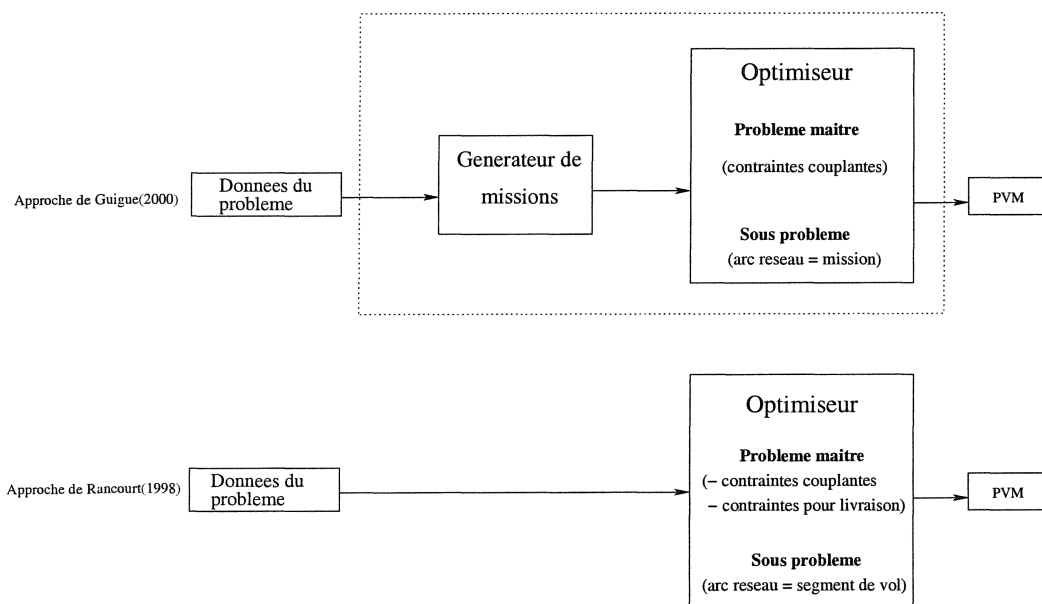 Optimiseur
Probleme maitre
(contraintes couplantes)
Generateur de
missions
Approche de Guigue(2000)
Donnees du
probleme
PVM
Sous probleme
(arc reseau = mission)
Optimiseur
Probleme maitre
(− contraintes couplantes
− contraintes pour livraison)
Approche de Rancourt(1998)
Donnees du
probleme
PVM
Sous probleme
(arc reseau = segment de vol)